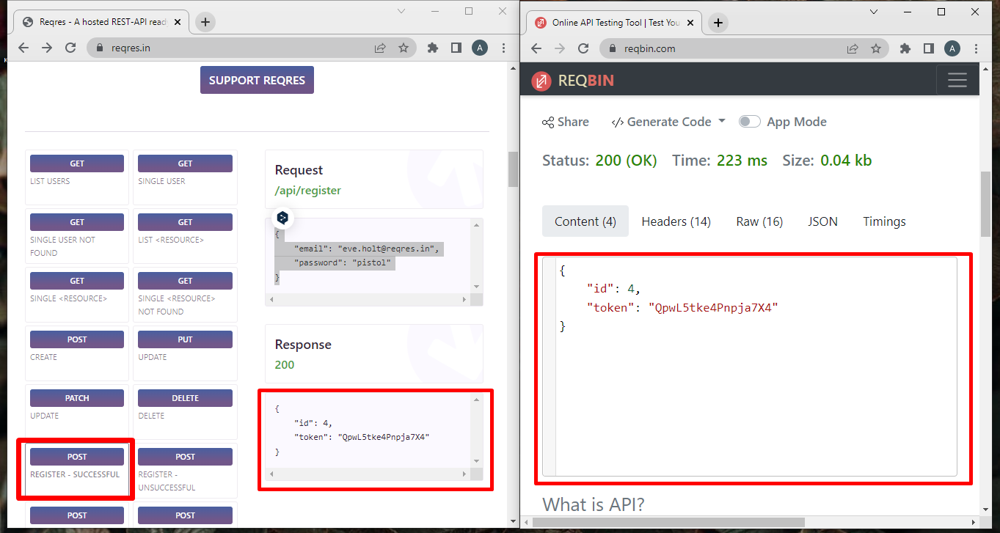 Reqres - A hosted REST-API read
reqres.in
A
SUPPORT REQRES
GET
LIST USERS
GET
SINGLE USER
GET
SINGLE USER NOT
FOUND
GET
LIST <RESOURCE>
GET
SINGLE <RESOURCE>
GET
SINGLE <RESOURCE>
NOT FOUND
POST
CREATE
PUT
UPDATE
PATCH
UPDATE
DELETE
DELETE
POST
REGISTER - SUCCESSFUL
POST
REGISTER -
UNSUCCESSFUL
POST
POST
Request
/api/register
{
"email": "eve.holt@reqres.in",
"password": "pistol"
}
Response
200
{
"id": 4,
"token": "QpwL5tke4Pnpja7X4"
}
Online API Testing Tool | Test You
reqbin.com
A
REQBIN
Share
</> Generate Code
App Mode
Status: 200 (OK) Time: 223 ms Size: 0.04 kb
Content (4) Headers (14) Raw (16) JSON Timings
{
"id": 4,
"token": "QpwL5tke4Pnpja7X4"
}
What is API?